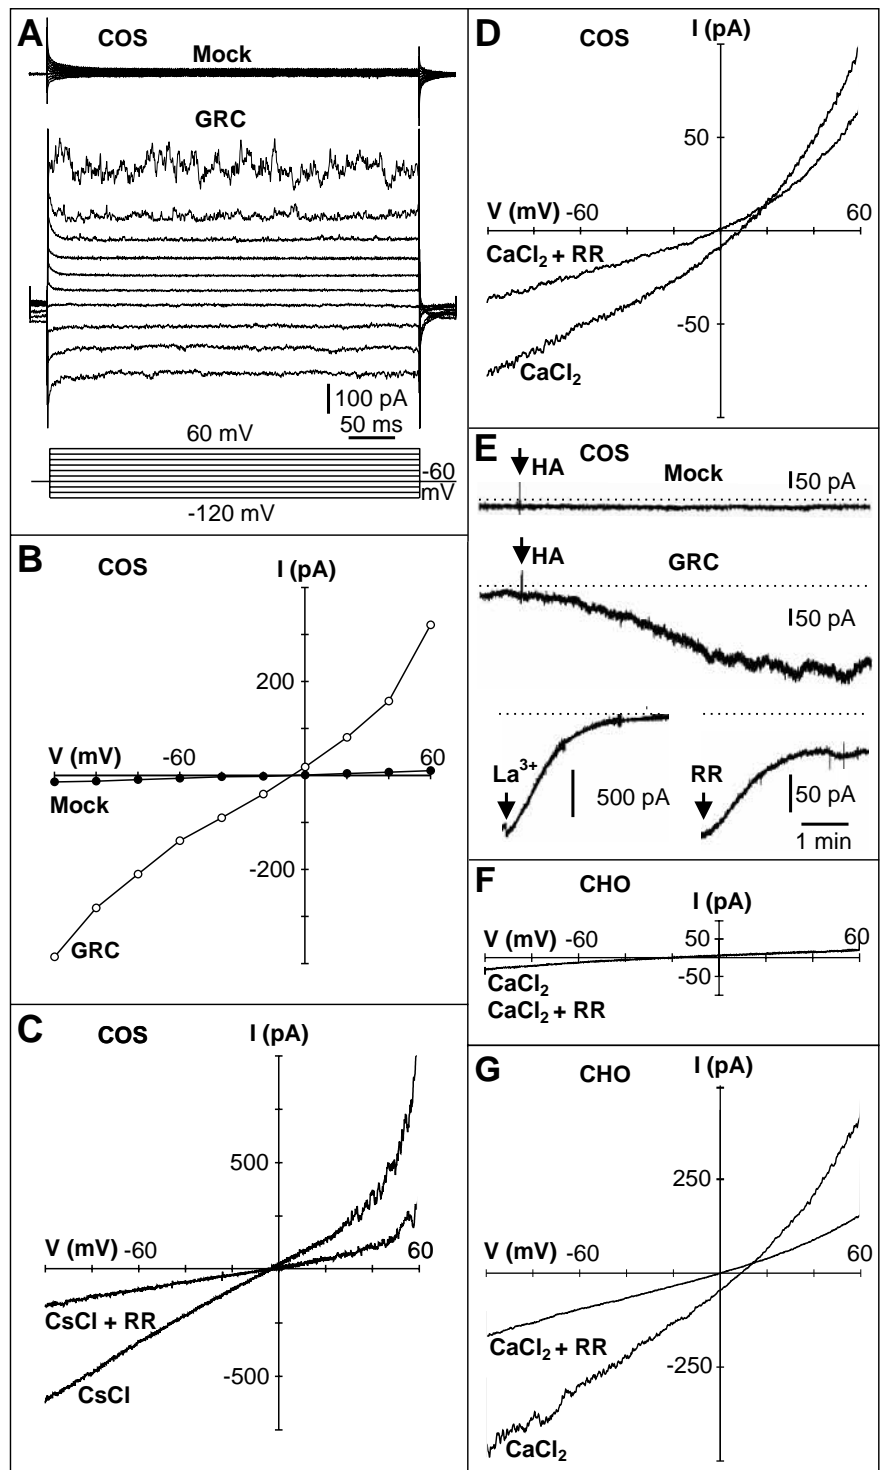 A
COS
Mock
GRC
100 pA
50 ms
60 mV
-60
mV
-120 mV
B
COS
I (pA)
200
V (mV)
-60
60
Mock
-200
GRC
C
COS
I (pA)
500
V (mV) -60
60
CsCl + RR
-500
CsCl
D
COS
I (pA)
50
V (mV) -60
60
CaCl₂ + RR
-50
CaCl₂
E
COS
HA
Mock
50 pA
HA
GRC
50 pA
La³⁺
500 pA
RR
50 pA
1 min
F
CHO
I (pA)
V (mV) -60
50
60
CaCl₂
-50
CaCl₂ + RR
G
CHO
I (pA)
250
V (mV) -60
60
CaCl₂ + RR
-250
CaCl₂